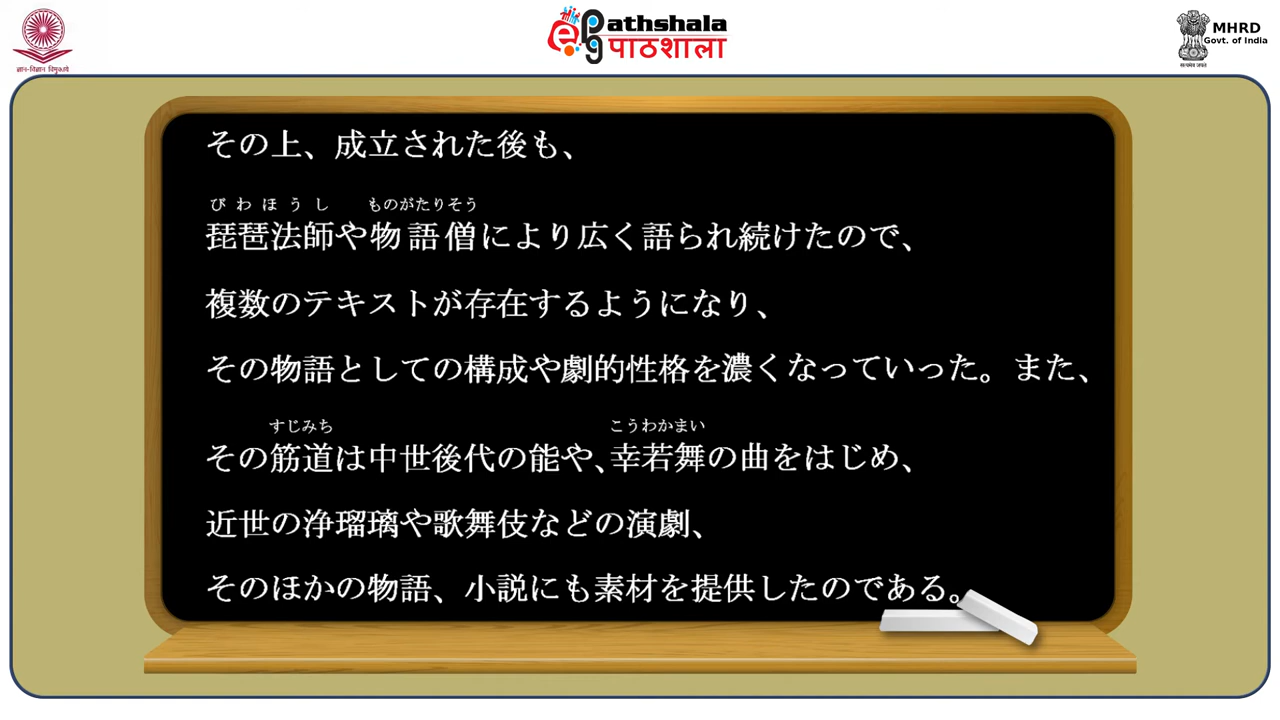 ज्ञान-विज्ञान विमुक्तये
ePG
athshala
पाठशाला
MHRD
Govt. of India
सत्यमेव जयते
その上、成立された後も、
びわほうし ものがたりそう
琵琶法師や物語僧により広く語られ続けたので、
複数のテキストが存在するようになり、
その物語としての構成や劇的性格を濃くなっていった。また、
すじみち こうわかまい
その筋道は中世後代の能や、幸若舞の曲をはじめ、
近世の浄瑠璃や歌舞伎などの演劇、
そのほかの物語、小説にも素材を提供したのである。